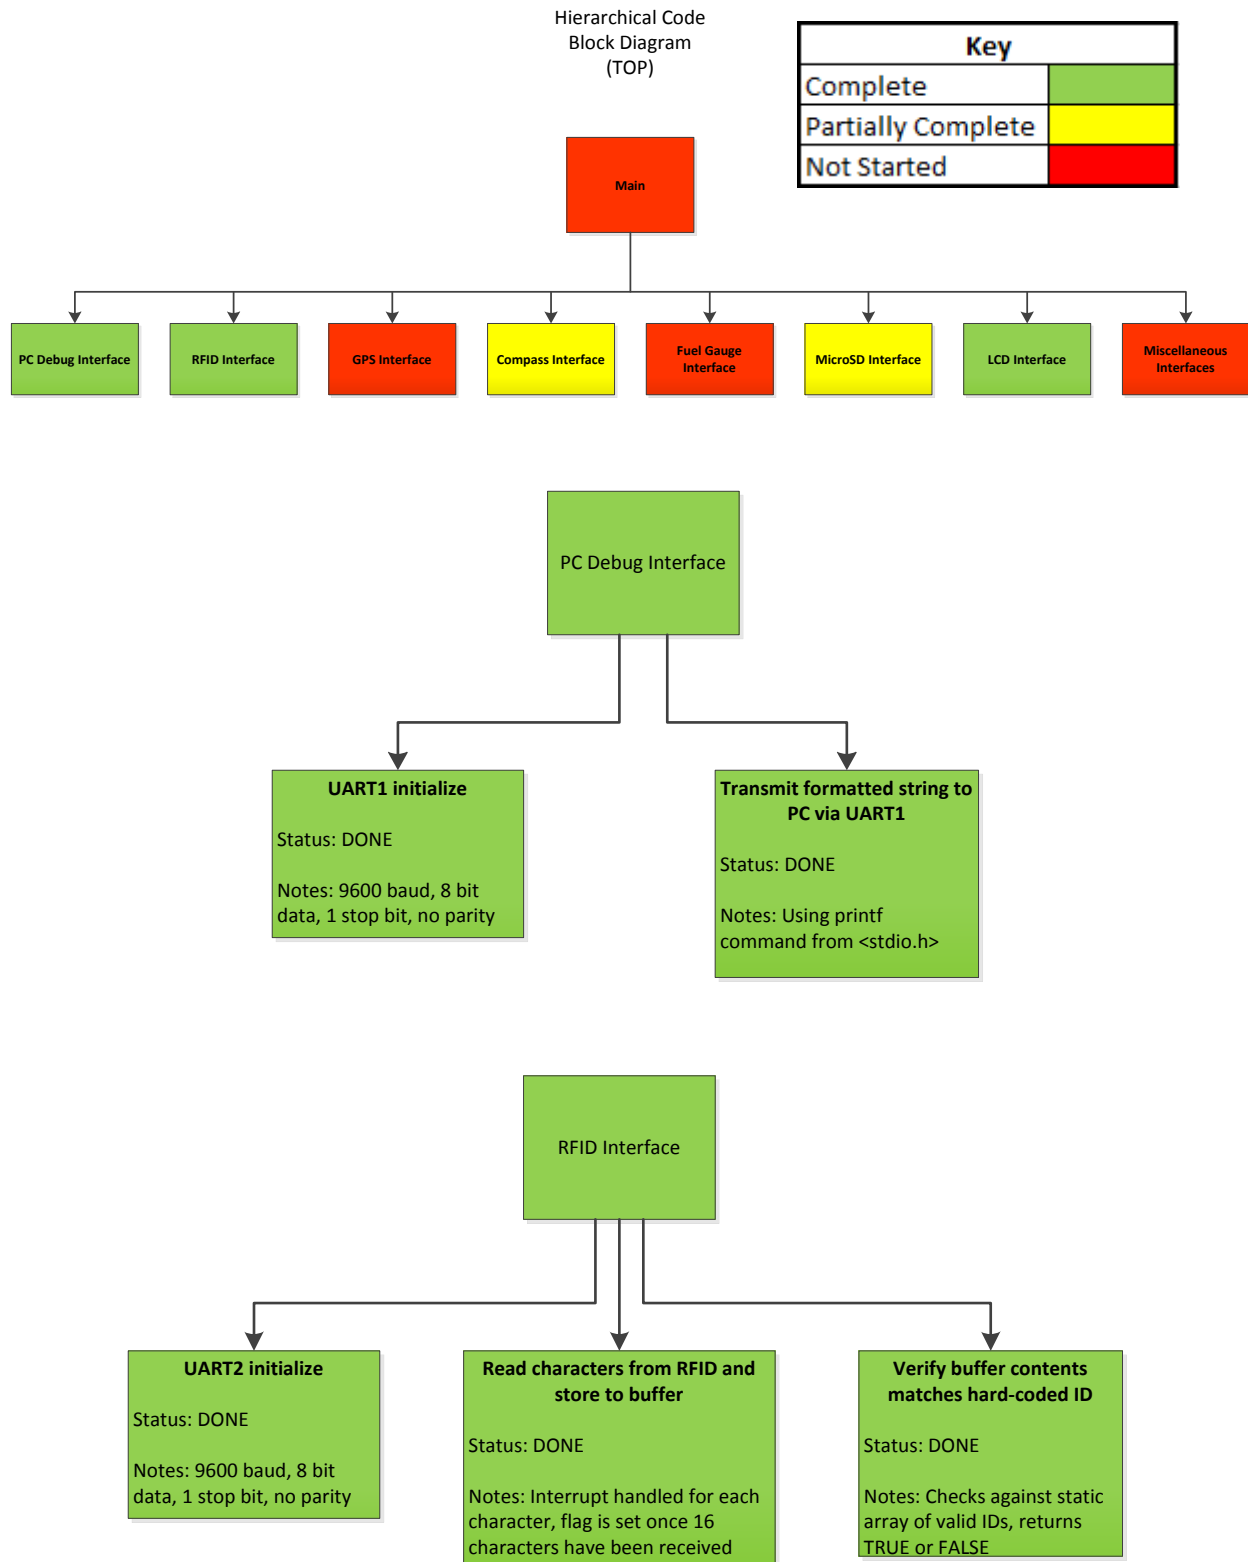 Hierarchical Code
Block Diagram
(TOP)
Key
Complete
Partially Complete
Not Started
Main
PC Debug Interface
RFID Interface
GPS Interface
Compass Interface
Fuel Gauge
Interface
MicroSD Interface
LCD Interface
Miscellaneous
Interfaces
PC Debug Interface
UART1 initialize
Status: DONE
Notes: 9600 baud, 8 bit
data, 1 stop bit, no parity
Transmit formatted string to
PC via UART1
Status: DONE
Notes: Using printf
command from <stdio.h>
RFID Interface
UART2 initialize
Status: DONE
Notes: 9600 baud, 8 bit
data, 1 stop bit, no parity
Read characters from RFID and
store to buffer
Status: DONE
Notes: Interrupt handled for each
character, flag is set once 16
characters have been received
Verify buffer contents
matches hard-coded ID
Status: DONE
Notes: Checks against static
array of valid IDs, returns
TRUE or FALSE